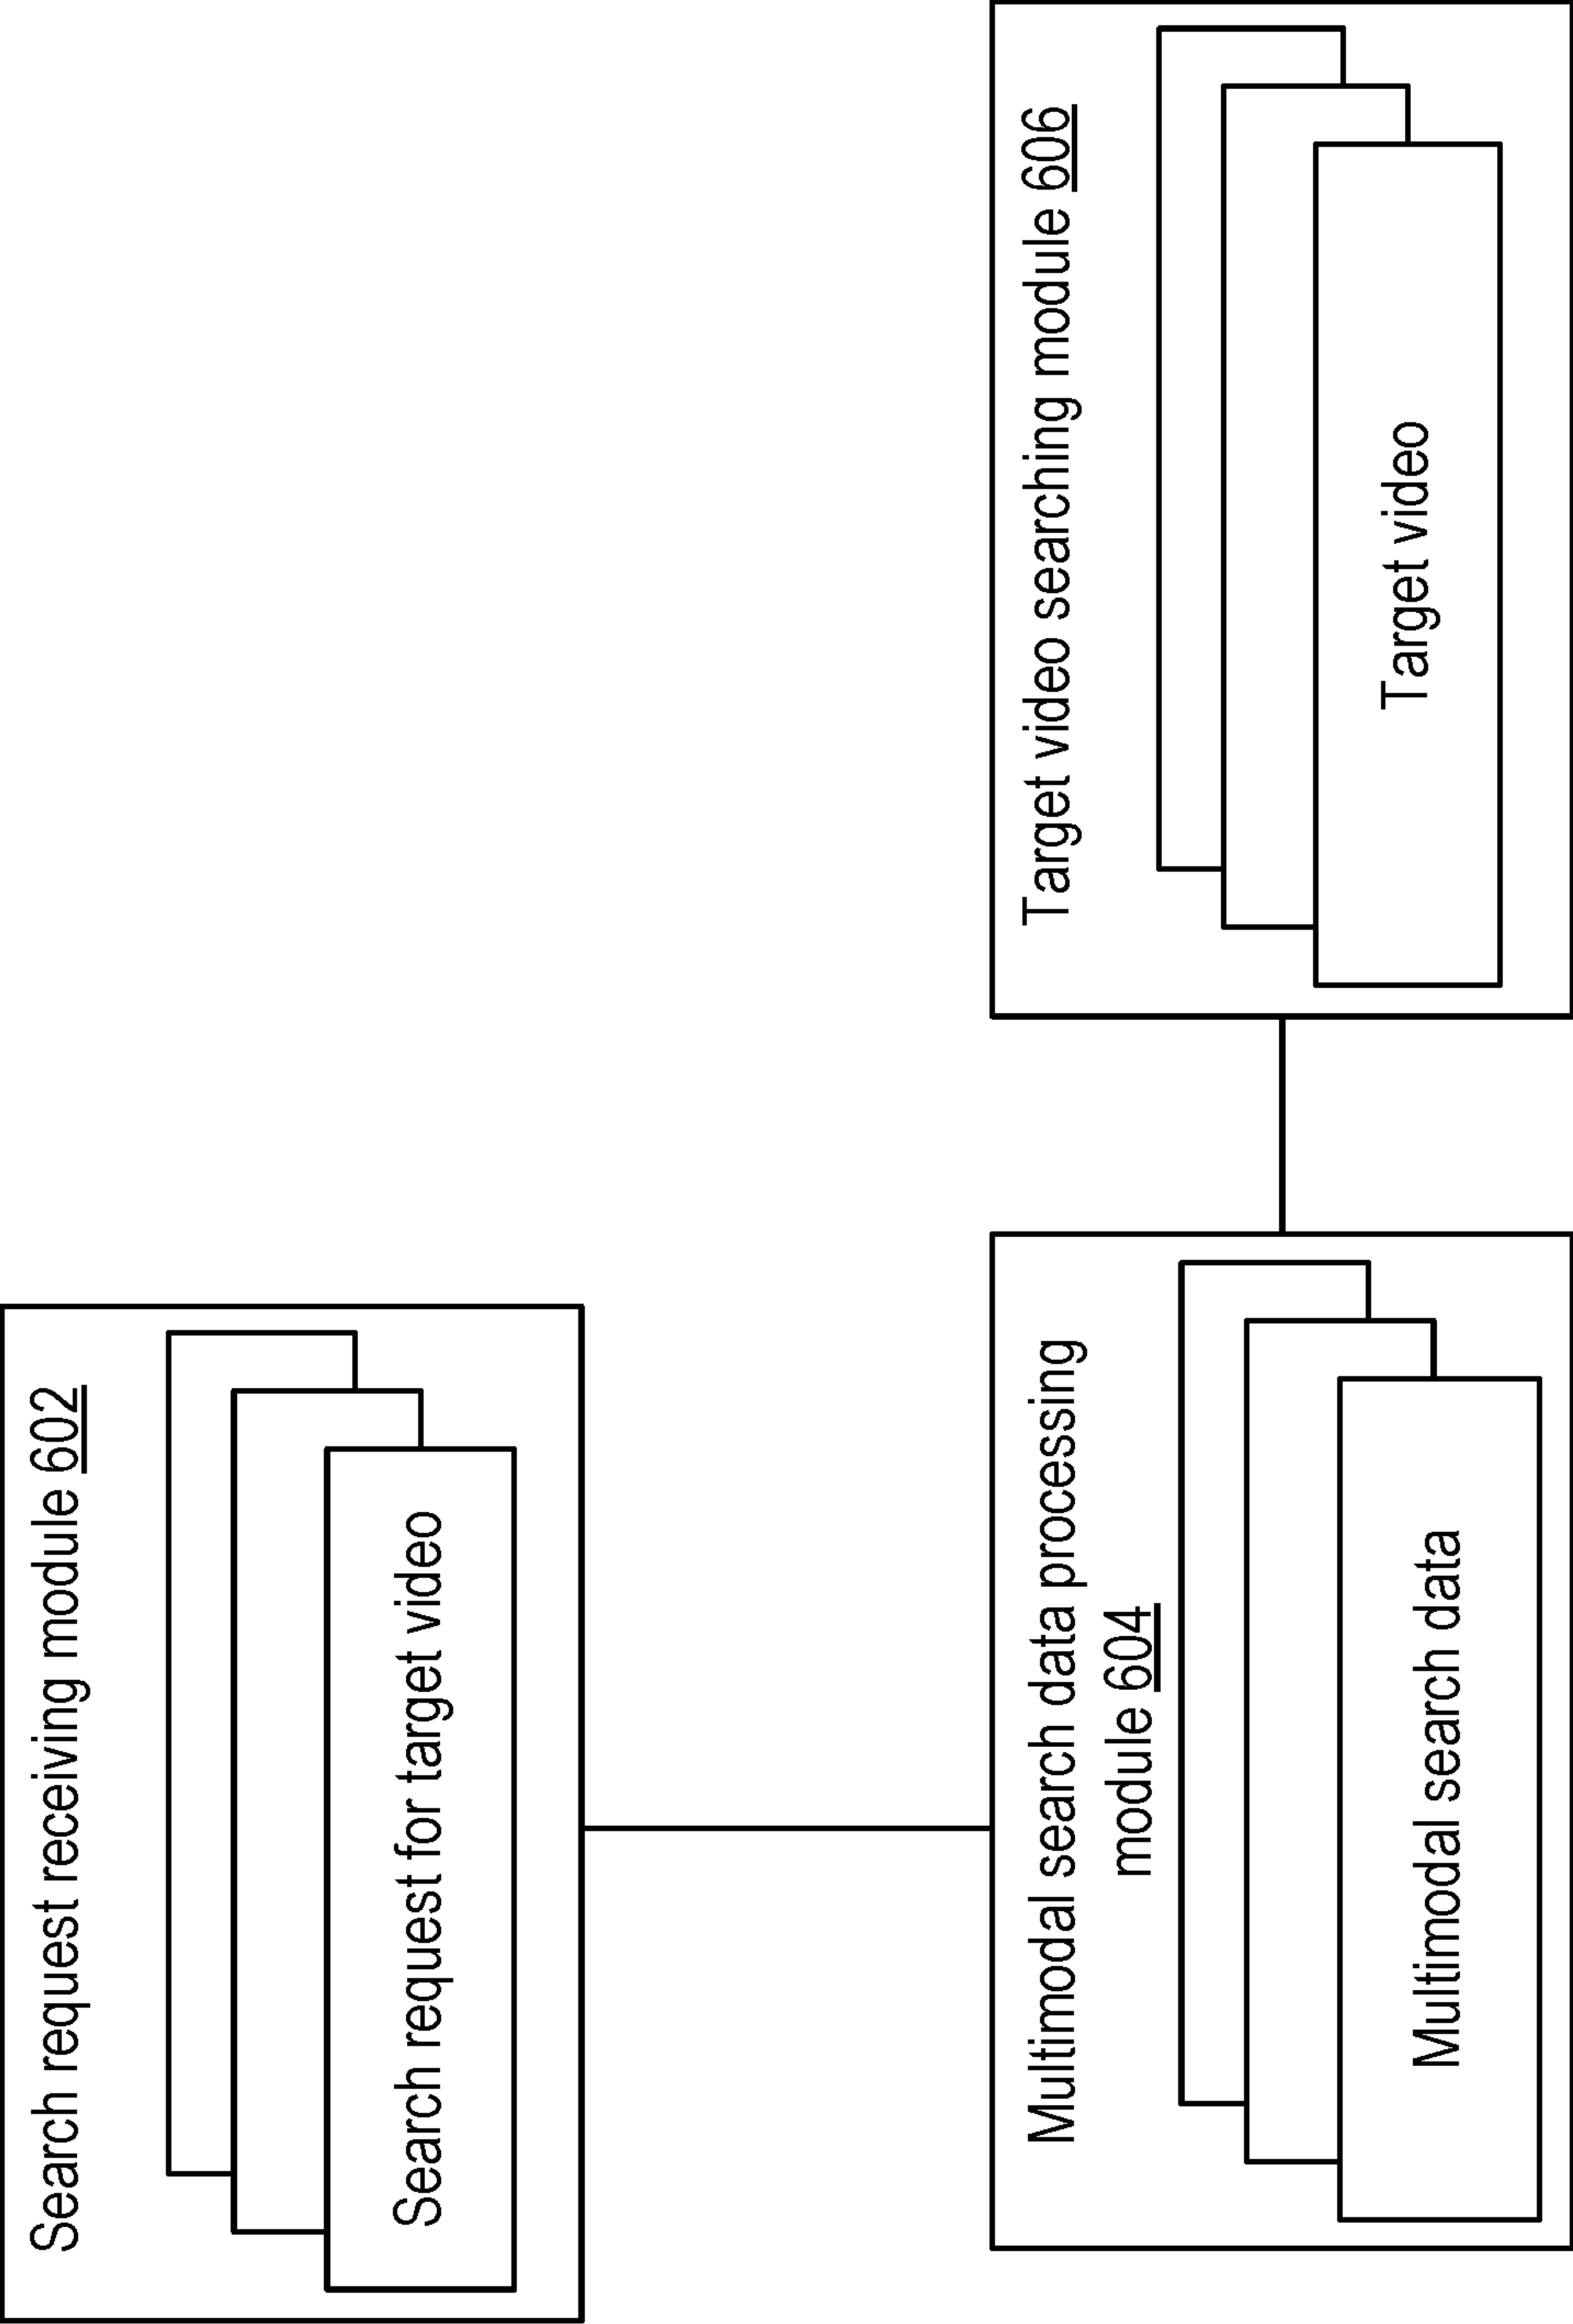 Search request receiving module 602
Search request for target video
Multimodal search data processing
module 604
Multimodal search data
Target video searching module 606
Target video